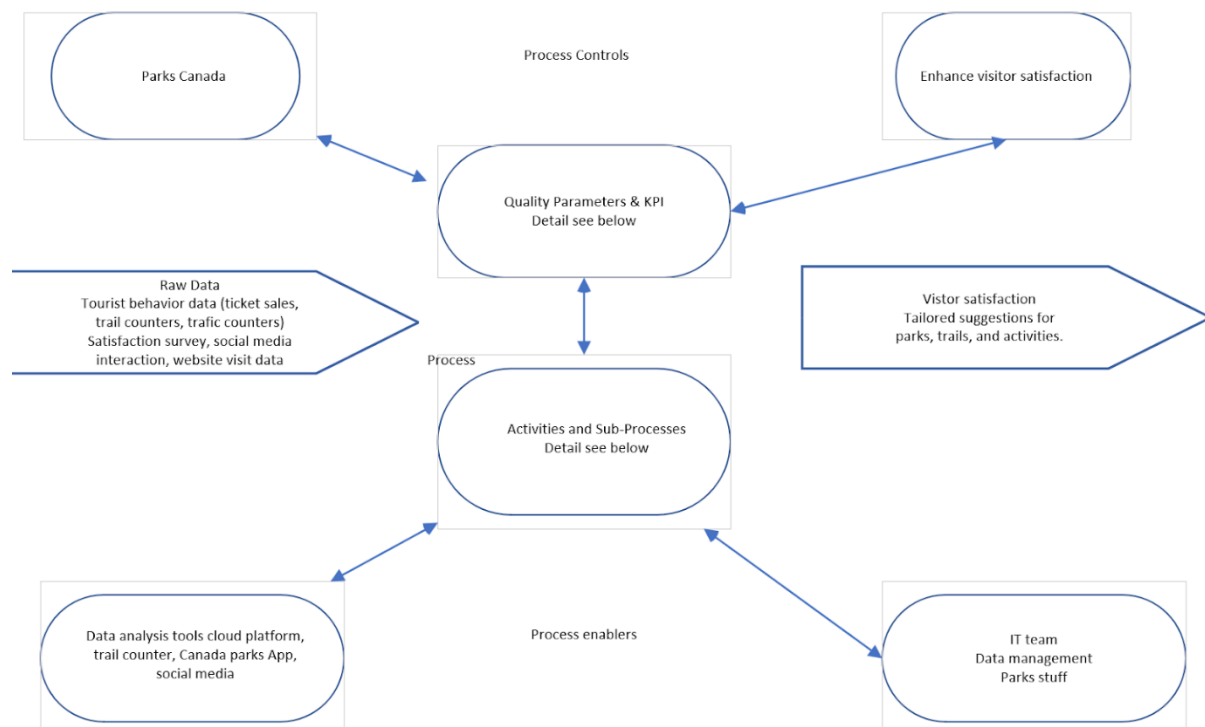 Parks Canada
Process Controls
Enhance visitor satisfaction
Quality Parameters & KPI
Detail see below
Raw Data
Tourist behavior data (ticket sales,
trail counters, trafic counters)
Satisfaction survey, social media
interaction, website visit data
Vistor satisfaction
Tailored suggestions for
parks, trails, and activities.
Process
Activities and Sub-Processes
Detail see below
Data analysis tools cloud platform,
trail counter, Canada parks App,
social media
Process enablers
IT team
Data management
Parks stuff